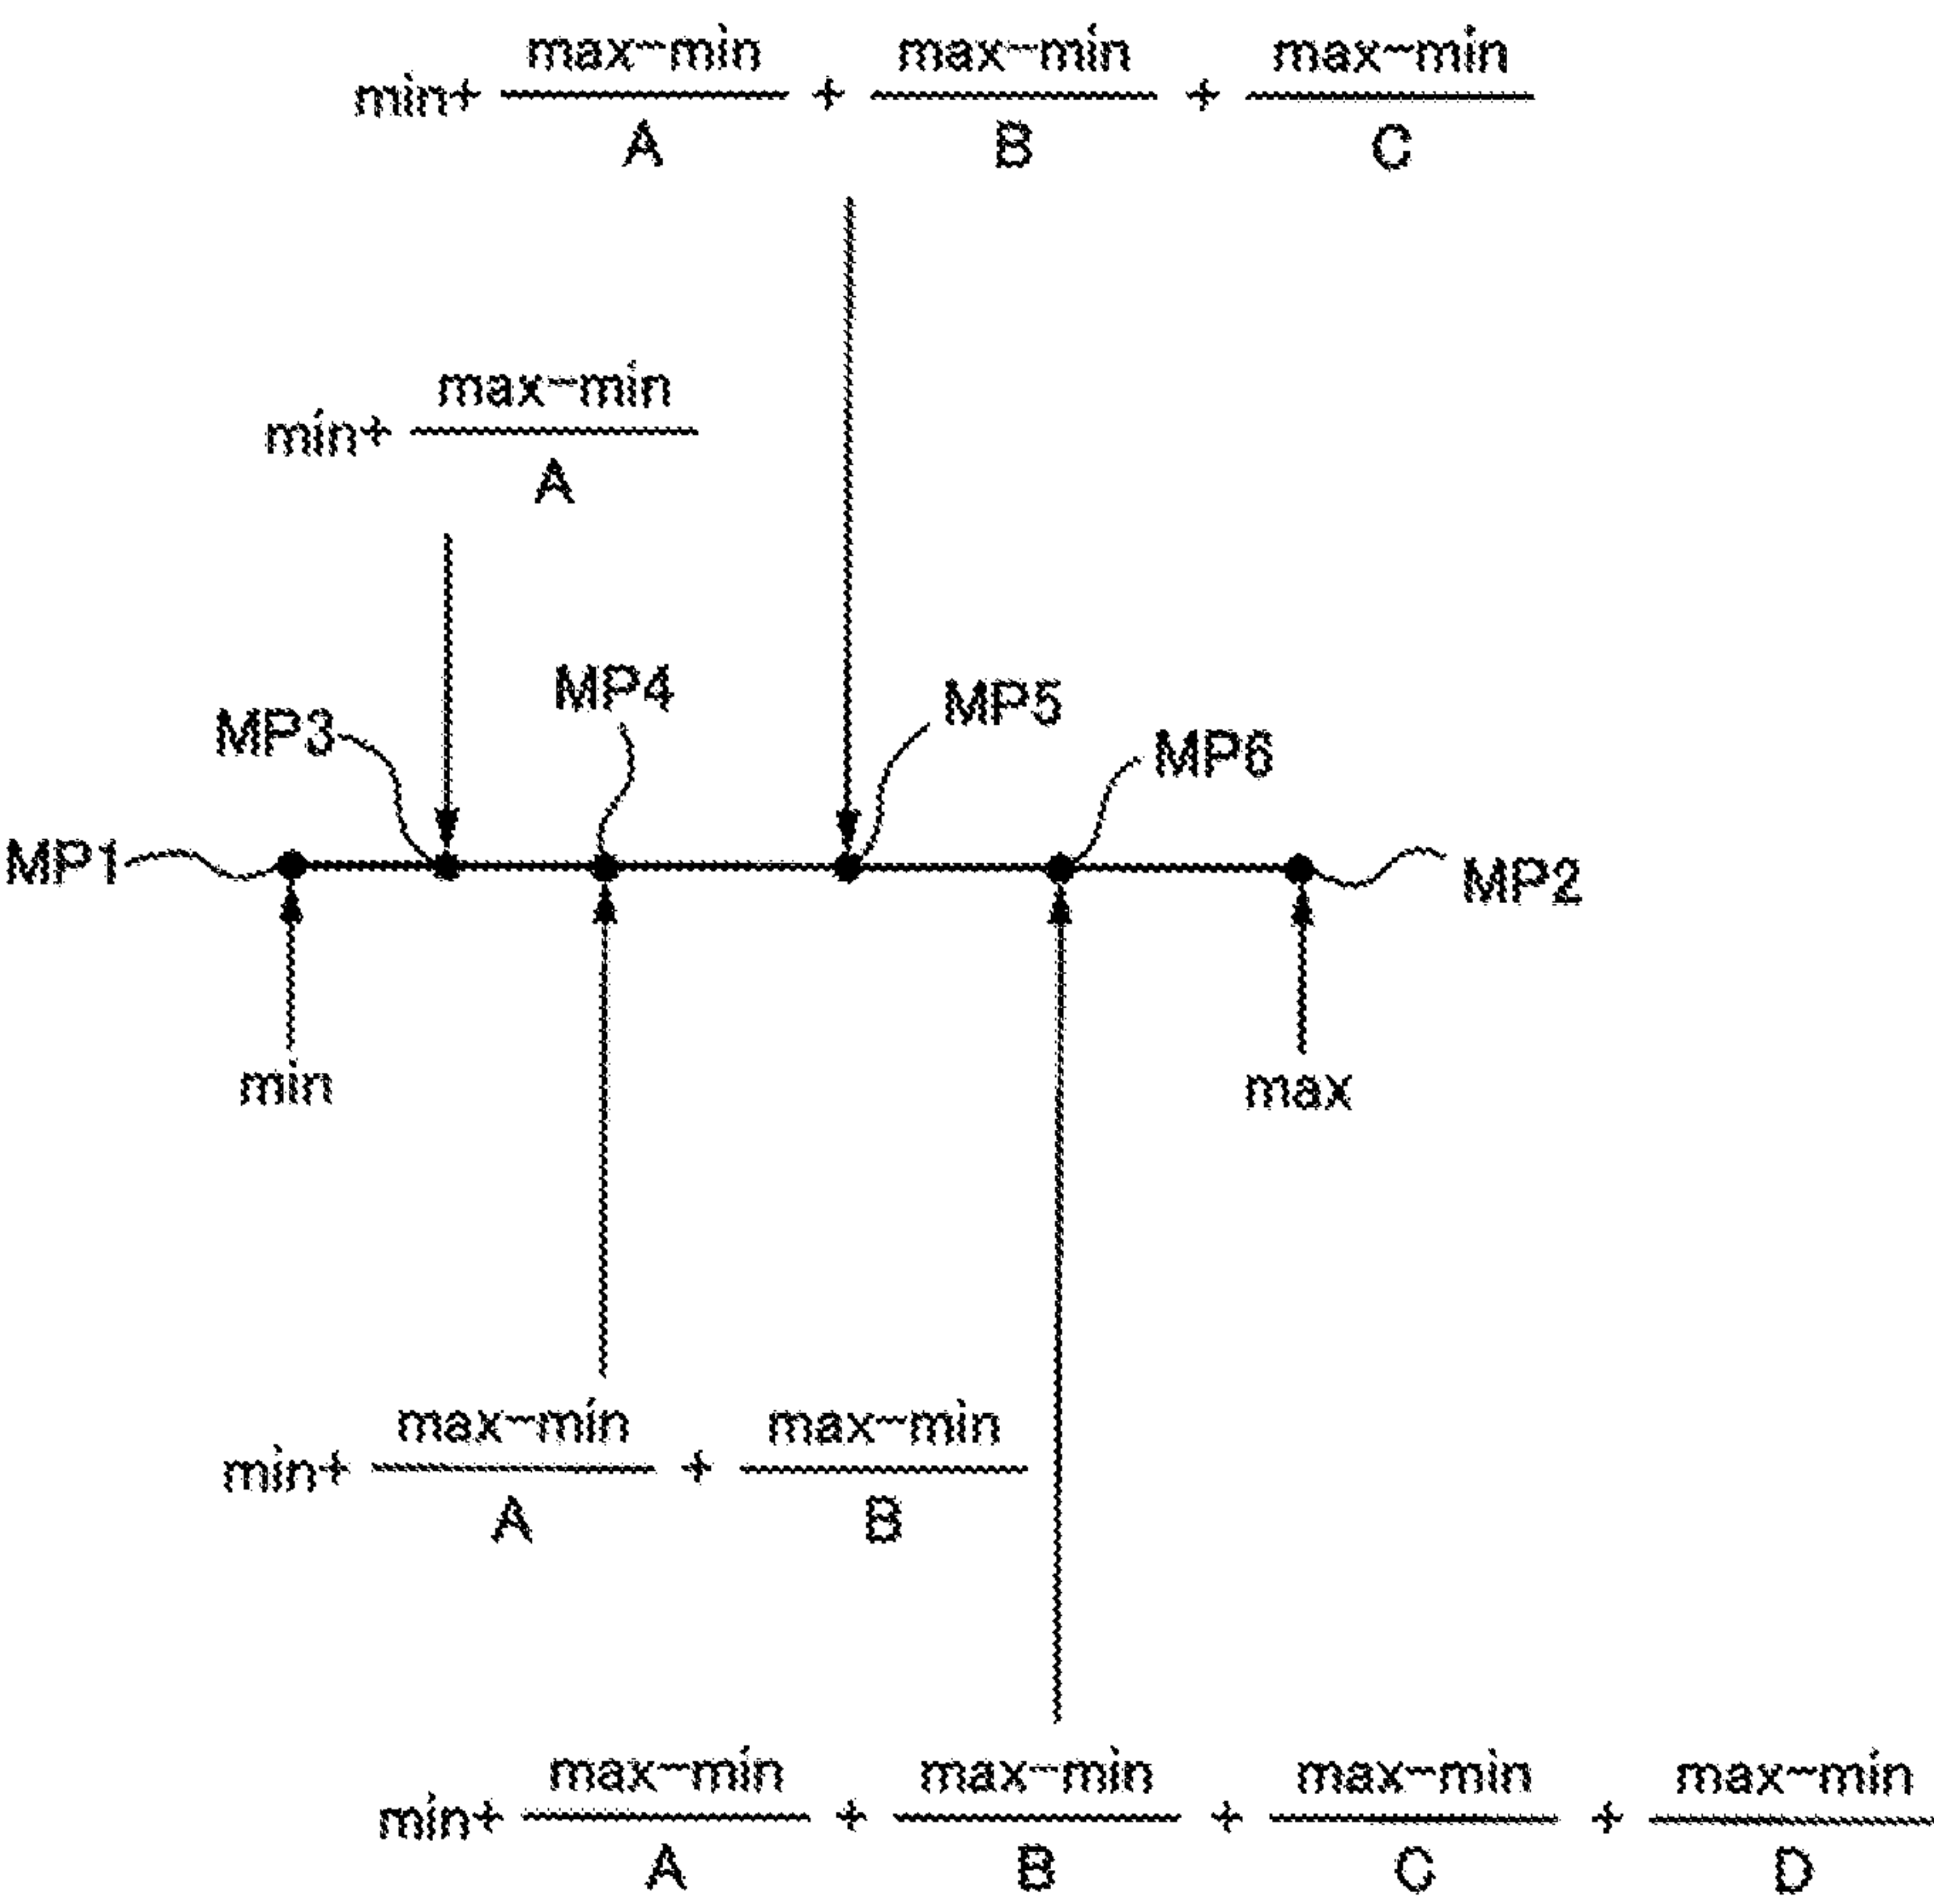 max-min max-min max-min
min+ + +
A B C
max-min
min+
A
MP4
MP5
MP3
MP6
MP1
MP2
min
max
max-min max-min
min+ +
A B
max-min max-min max-min max-min
min+ + + +
A B C D